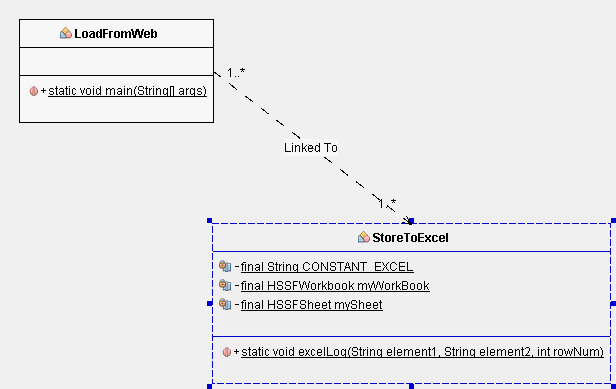 LoadFromWeb
+static void main(String[] args)
1..*
Linked To
1..*
StoreToExcel
-final String CONSTANT_EXCEL
-final HSSFWorkbook myWorkBook
-final HSSFSheet mySheet
+static void excelLog(String element1, String element2, int rowNum)